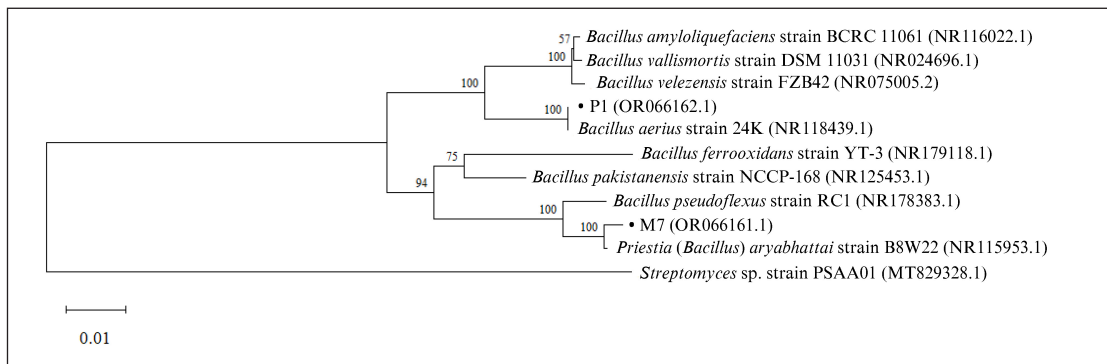 57 Bacillus amyloliquefaciens strain BCRC 11061 (NR116022.1)
100 Bacillus vallismortis strain DSM 11031 (NR024696.1)
100 Bacillus velezensis strain FZB42 (NR075005.2)
100 • P1 (OR066162.1)
Bacillus aerius strain 24K (NR118439.1)
75 Bacillus ferrooxidans strain YT-3 (NR179118.1)
94 Bacillus pakistanensis strain NCCP-168 (NR125453.1)
100 Bacillus pseudoflexus strain RC1 (NR178383.1)
100 • M7 (OR066161.1)
Priestia (Bacillus) aryabhattai strain B8W22 (NR115953.1)
Streptomyces sp. strain PSAA01 (MT829328.1)
0.01